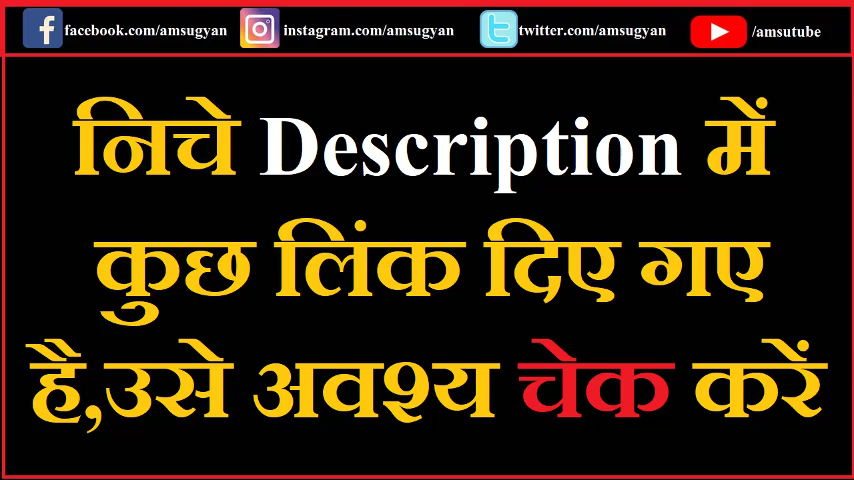 facebook.com/amsugyan instagram.com/amsugyan twitter.com/amsugyan /amsutube
निचे Description में
कुछ लिंक दिए गए
है,उसे अवश्य चेक करें